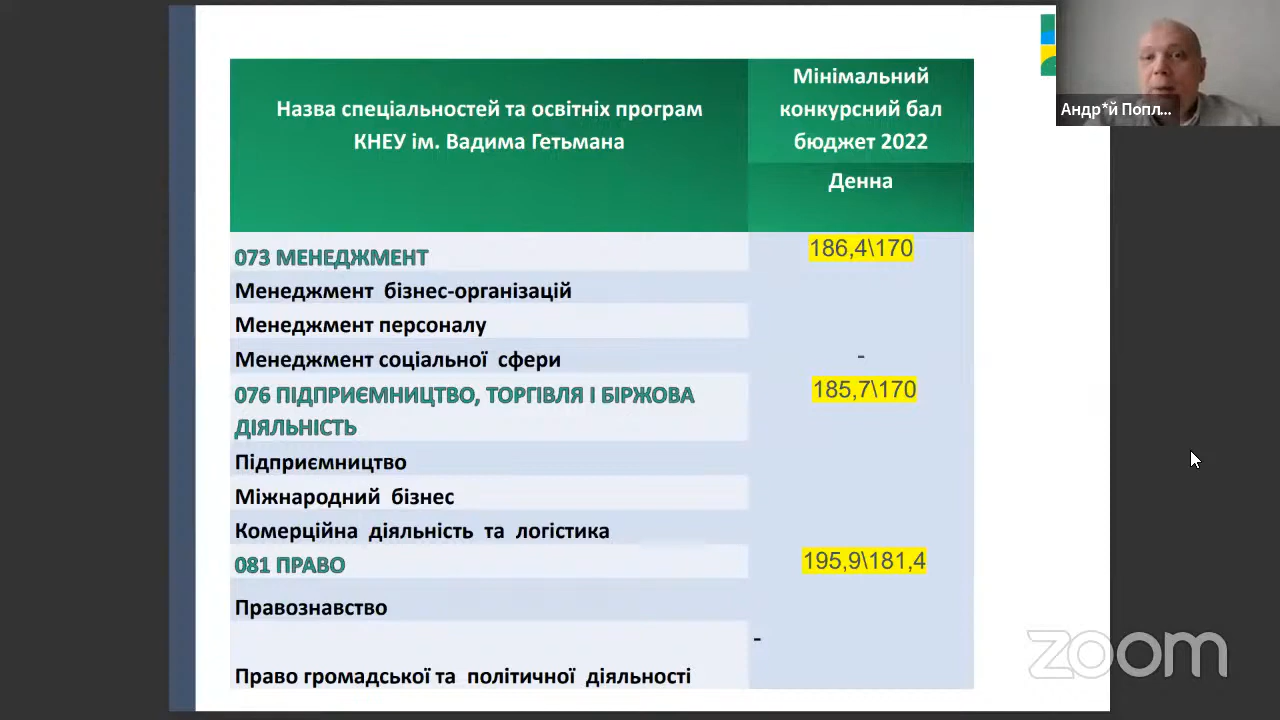 Назва спеціальностей та освітніх програм
КНЕУ ім. Вадима Гетьмана
Мінімальний
конкурсний бал
бюджет 2022
Денна
073 МЕНЕДЖМЕНТ
186,4\170
Менеджмент бізнес-організацій
Менеджмент персоналу
Менеджмент соціальної сфери
-
076 ПІДПРИЄМНИЦТВО, ТОРГІВЛЯ І БІРЖОВА
ДІЯЛЬНІСТЬ
185,7\170
Підприємництво
Міжнародний бізнес
Комерційна діяльність та логістика
081 ПРАВО
195,9\181,4
Правознавство
-
Право громадської та політичної діяльності
Андр*й Попл...
zoom